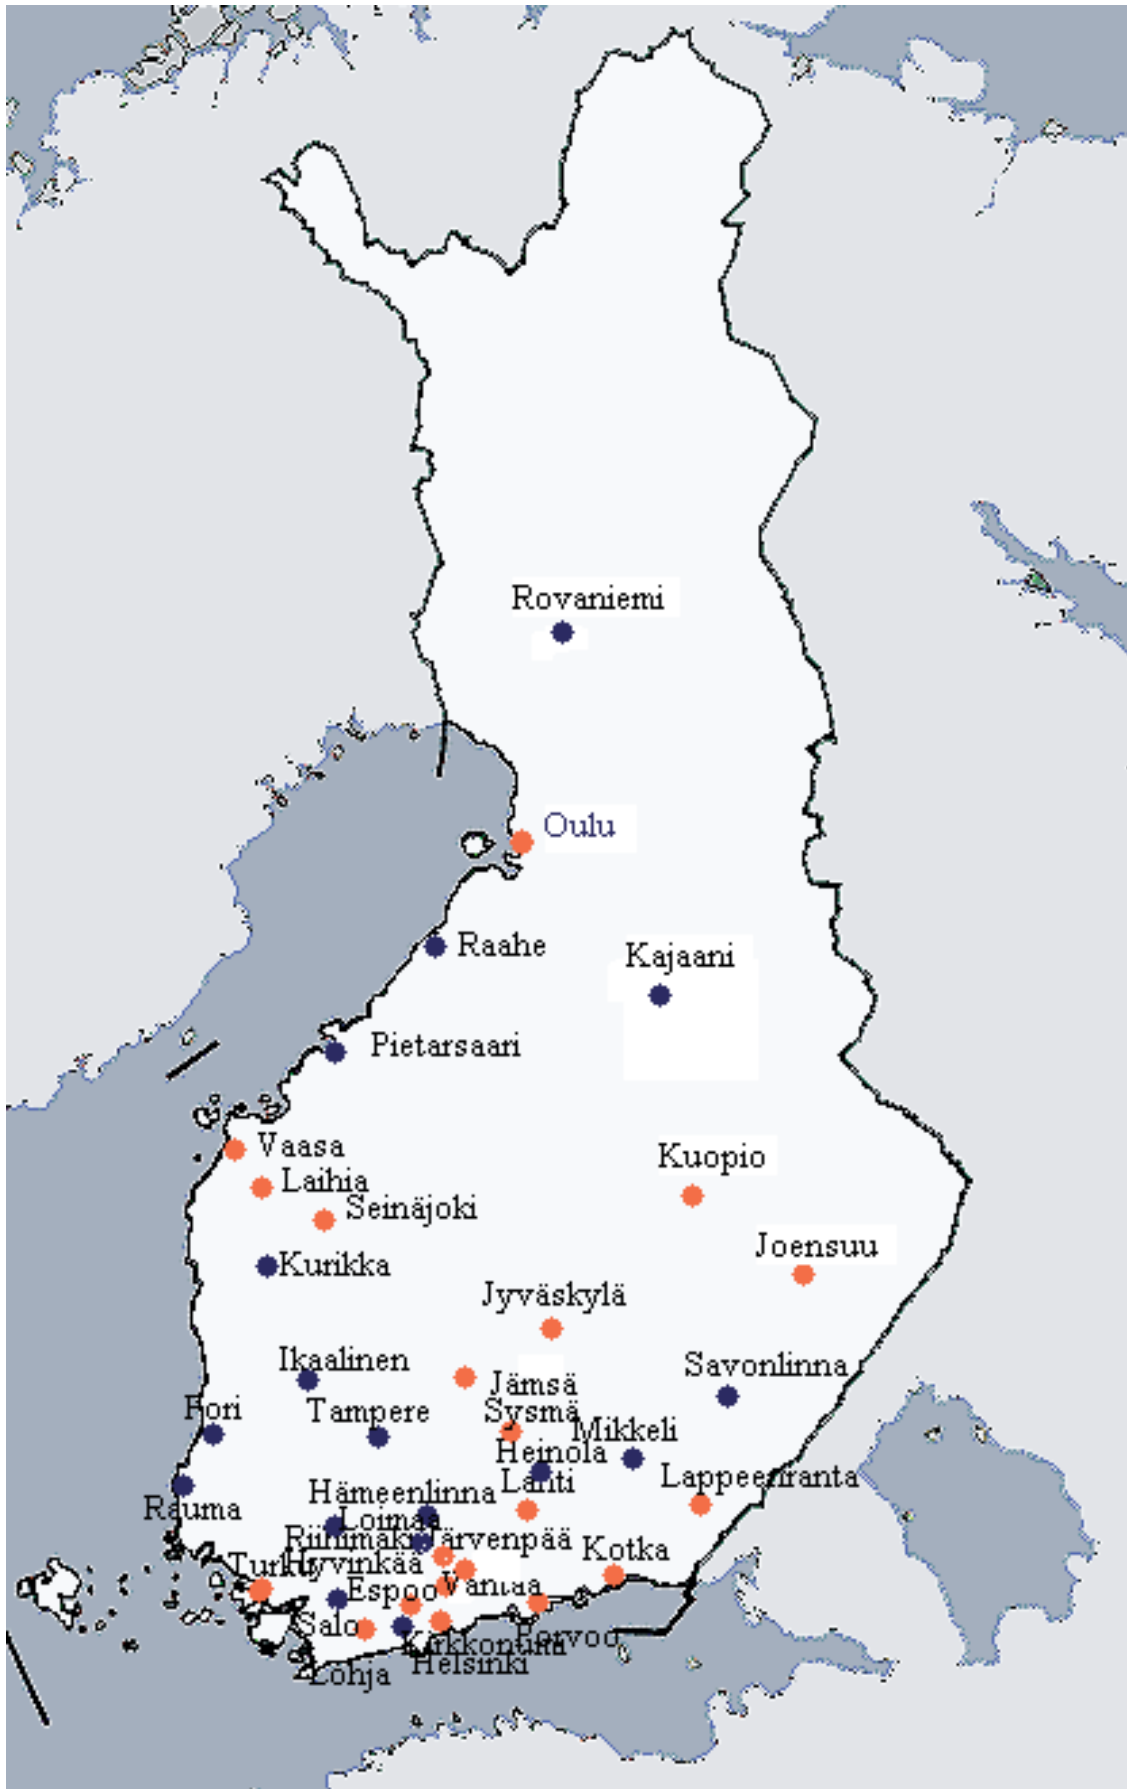 Rovaniemi
Oulu
Raahe
Kajaani
Pietarsaari
Vaasa
Kuopio
Laihia
Seinäjoki
Joensuu
Kurikka
Jyväskylä
Ikaalinen
Savonlinna
Jämsä
Pori
Tampere
Sysmä
Mikkeli
Heinola
Lahti
Lappeenranta
Rauma
Hämeenlinna
Loimaa
Riihimäki
Järvenpää
Kotka
Turku
Hyvinkää
Vantaa
Espoo
Salo
Porvoo
Kirkkonummi
Helsinki
Lohja